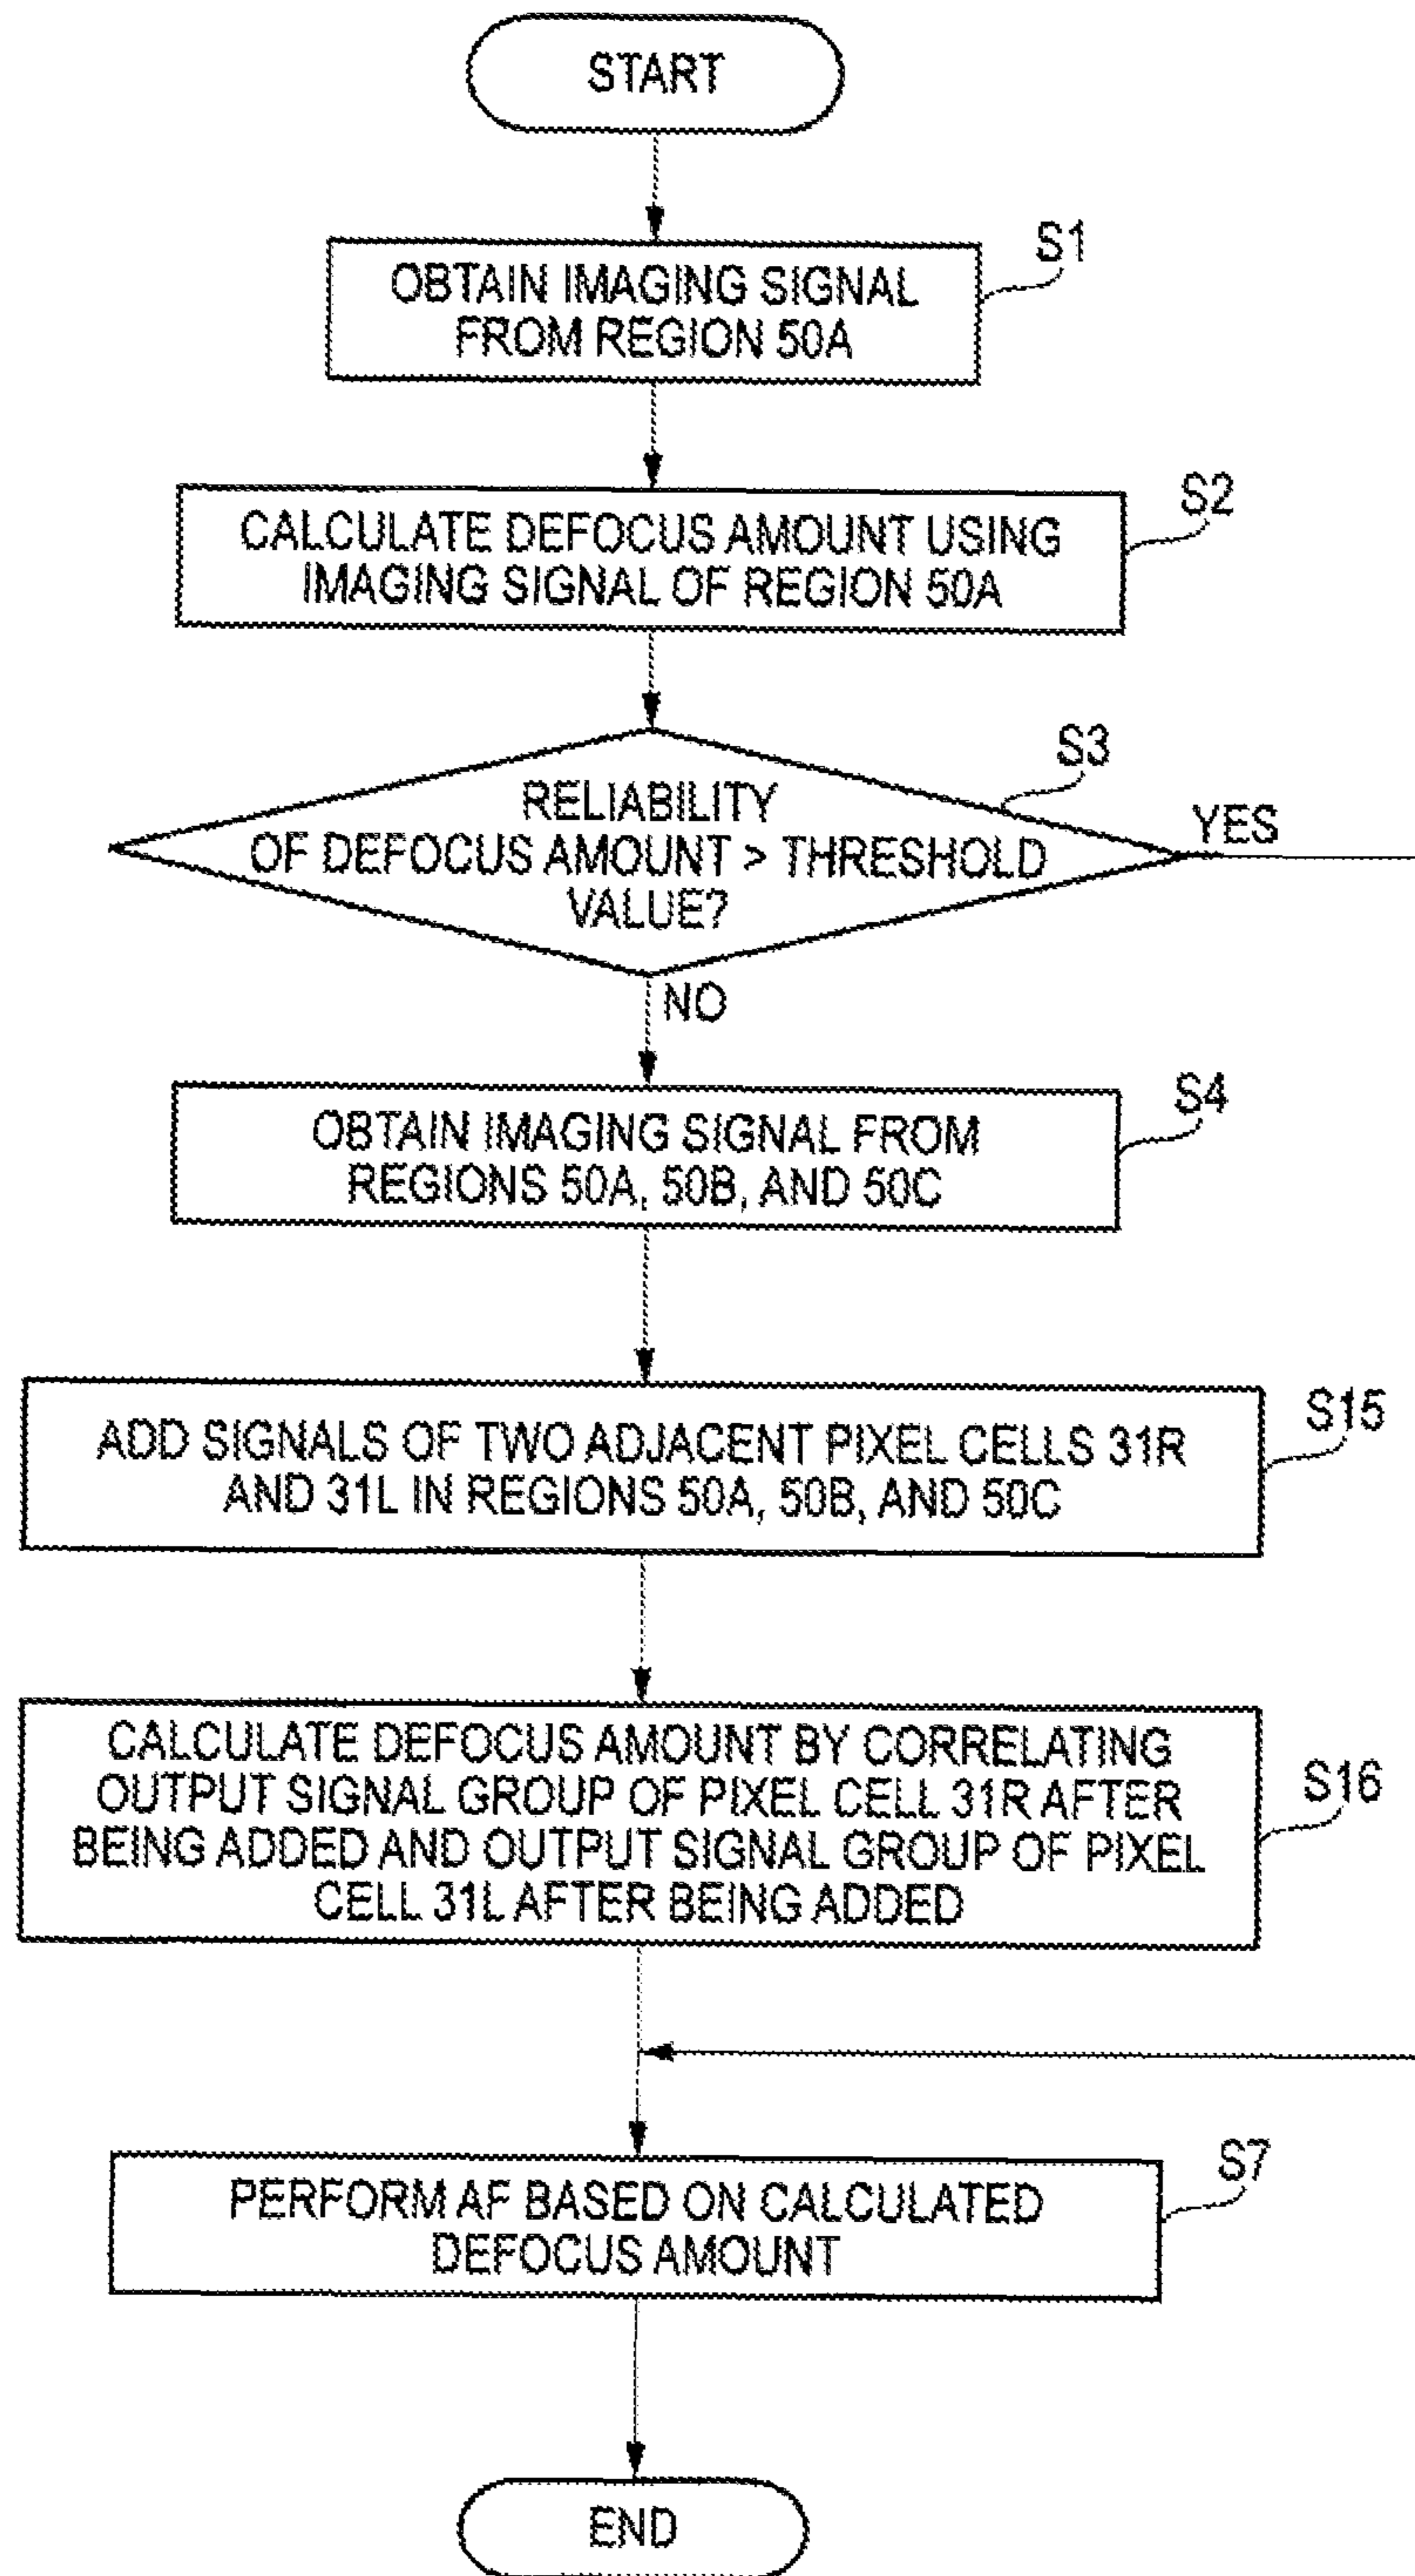 START
S1
OBTAIN IMAGING SIGNAL
FROM REGION 50A
S2
CALCULATE DEFOCUS AMOUNT USING
IMAGING SIGNAL OF REGION 50A
S3
RELIABILITY
OF DEFOCUS AMOUNT > THRESHOLD
VALUE?
YES
NO
S4
OBTAIN IMAGING SIGNAL FROM
REGIONS 50A, 50B, AND 50C
S15
ADD SIGNALS OF TWO ADJACENT PIXEL CELLS 31R
AND 31L IN REGIONS 50A, 50B, AND 50C
S16
CALCULATE DEFOCUS AMOUNT BY CORRELATING
OUTPUT SIGNAL GROUP OF PIXEL CELL 31R AFTER
BEING ADDED AND OUTPUT SIGNAL GROUP OF PIXEL
CELL 31L AFTER BEING ADDED
S7
PERFORM AF BASED ON CALCULATED
DEFOCUS AMOUNT
END